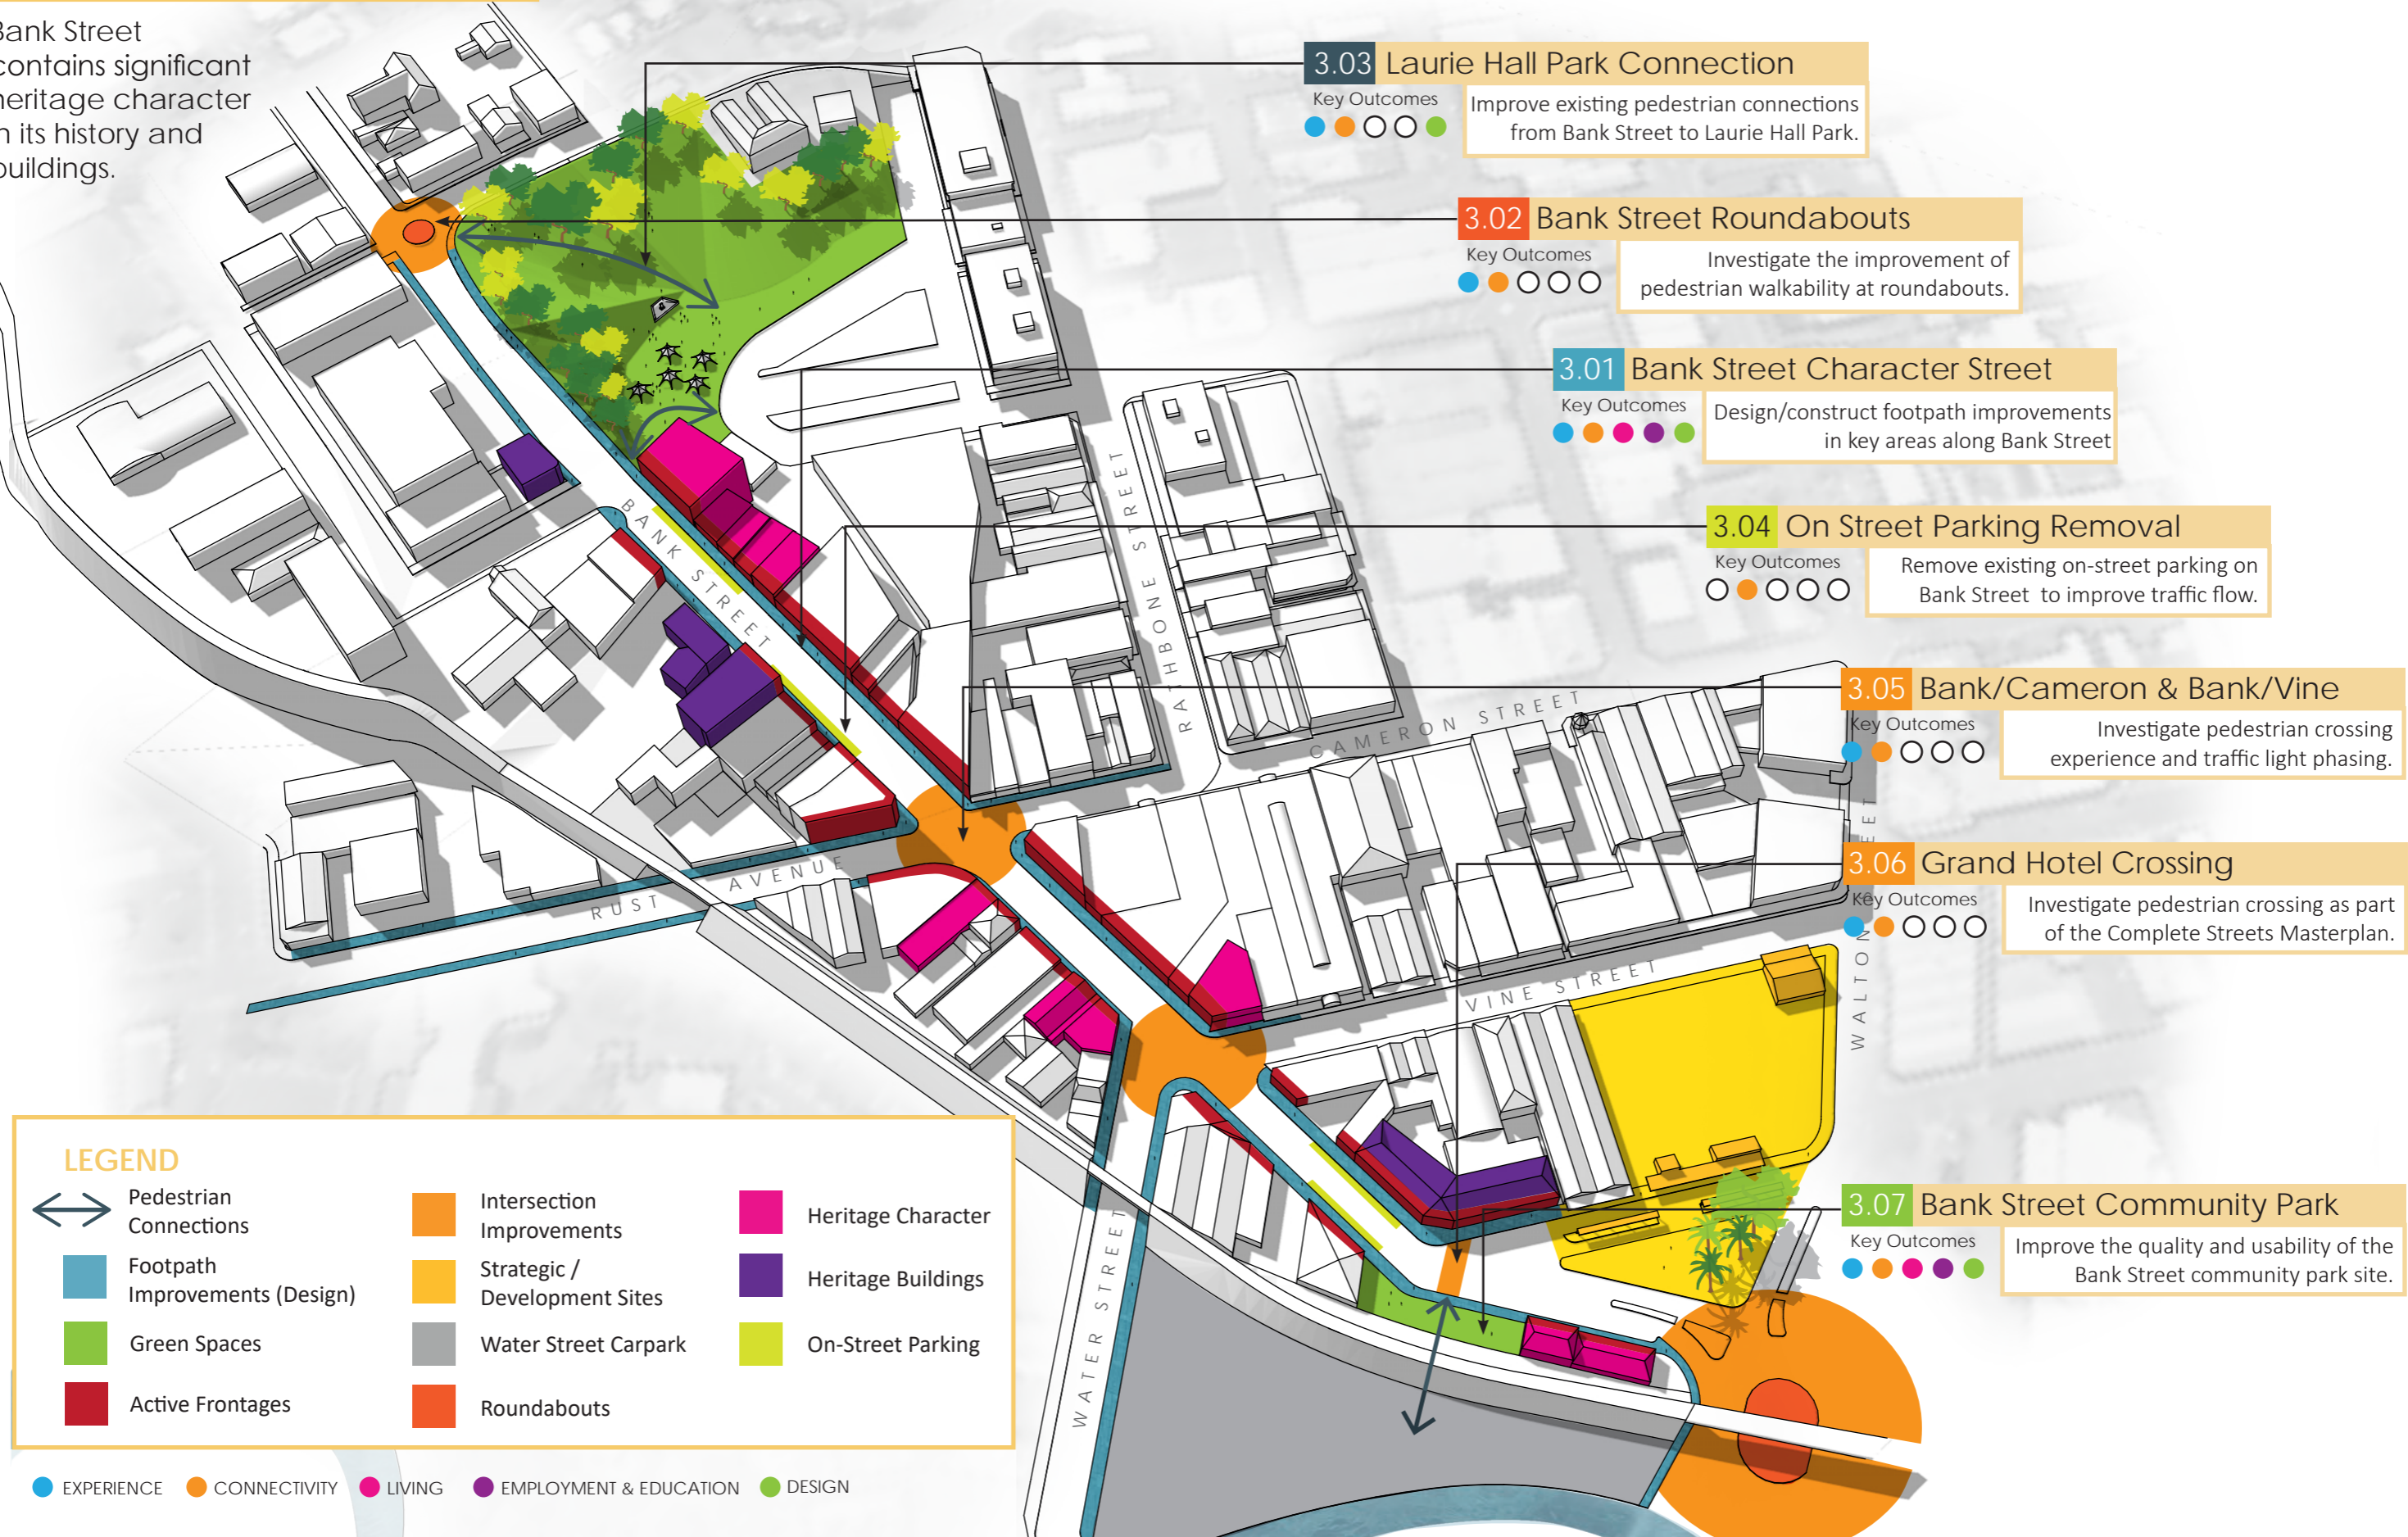 Bank Street
contains significant
heritage character
in its history and
buildings.
3.03 Laurie Hall Park Connection
Key Outcomes
Improve existing pedestrian connections
from Bank Street to Laurie Hall Park.
3.02 Bank Street Roundabouts
Key Outcomes
Investigate the improvement of
pedestrian walkability at roundabouts.
3.01 Bank Street Character Street
Key Outcomes
Design/construct footpath improvements
in key areas along Bank Street
3.04 On Street Parking Removal
Key Outcomes
Remove existing on-street parking on
Bank Street to improve traffic flow.
3.05 Bank/Cameron & Bank/Vine
Key Outcomes
Investigate pedestrian crossing
experience and traffic light phasing.
3.06 Grand Hotel Crossing
Key Outcomes
Investigate pedestrian crossing as part
of the Complete Streets Masterplan.
3.07 Bank Street Community Park
Key Outcomes
Improve the quality and usability of the
Bank Street community park site.
BANK STREET
RATHBONE STREET
CAMERON STREET
RUST AVENUE
VINE STREET
WALTON STREET
WATER STREET
LEGEND
Pedestrian
Connections
Footpath
Improvements (Design)
Green Spaces
Active Frontages
Intersection
Improvements
Strategic /
Development Sites
Water Street Carpark
Roundabouts
Heritage Character
Heritage Buildings
On-Street Parking
EXPERIENCE CONNECTIVITY LIVING EMPLOYMENT & EDUCATION DESIGN